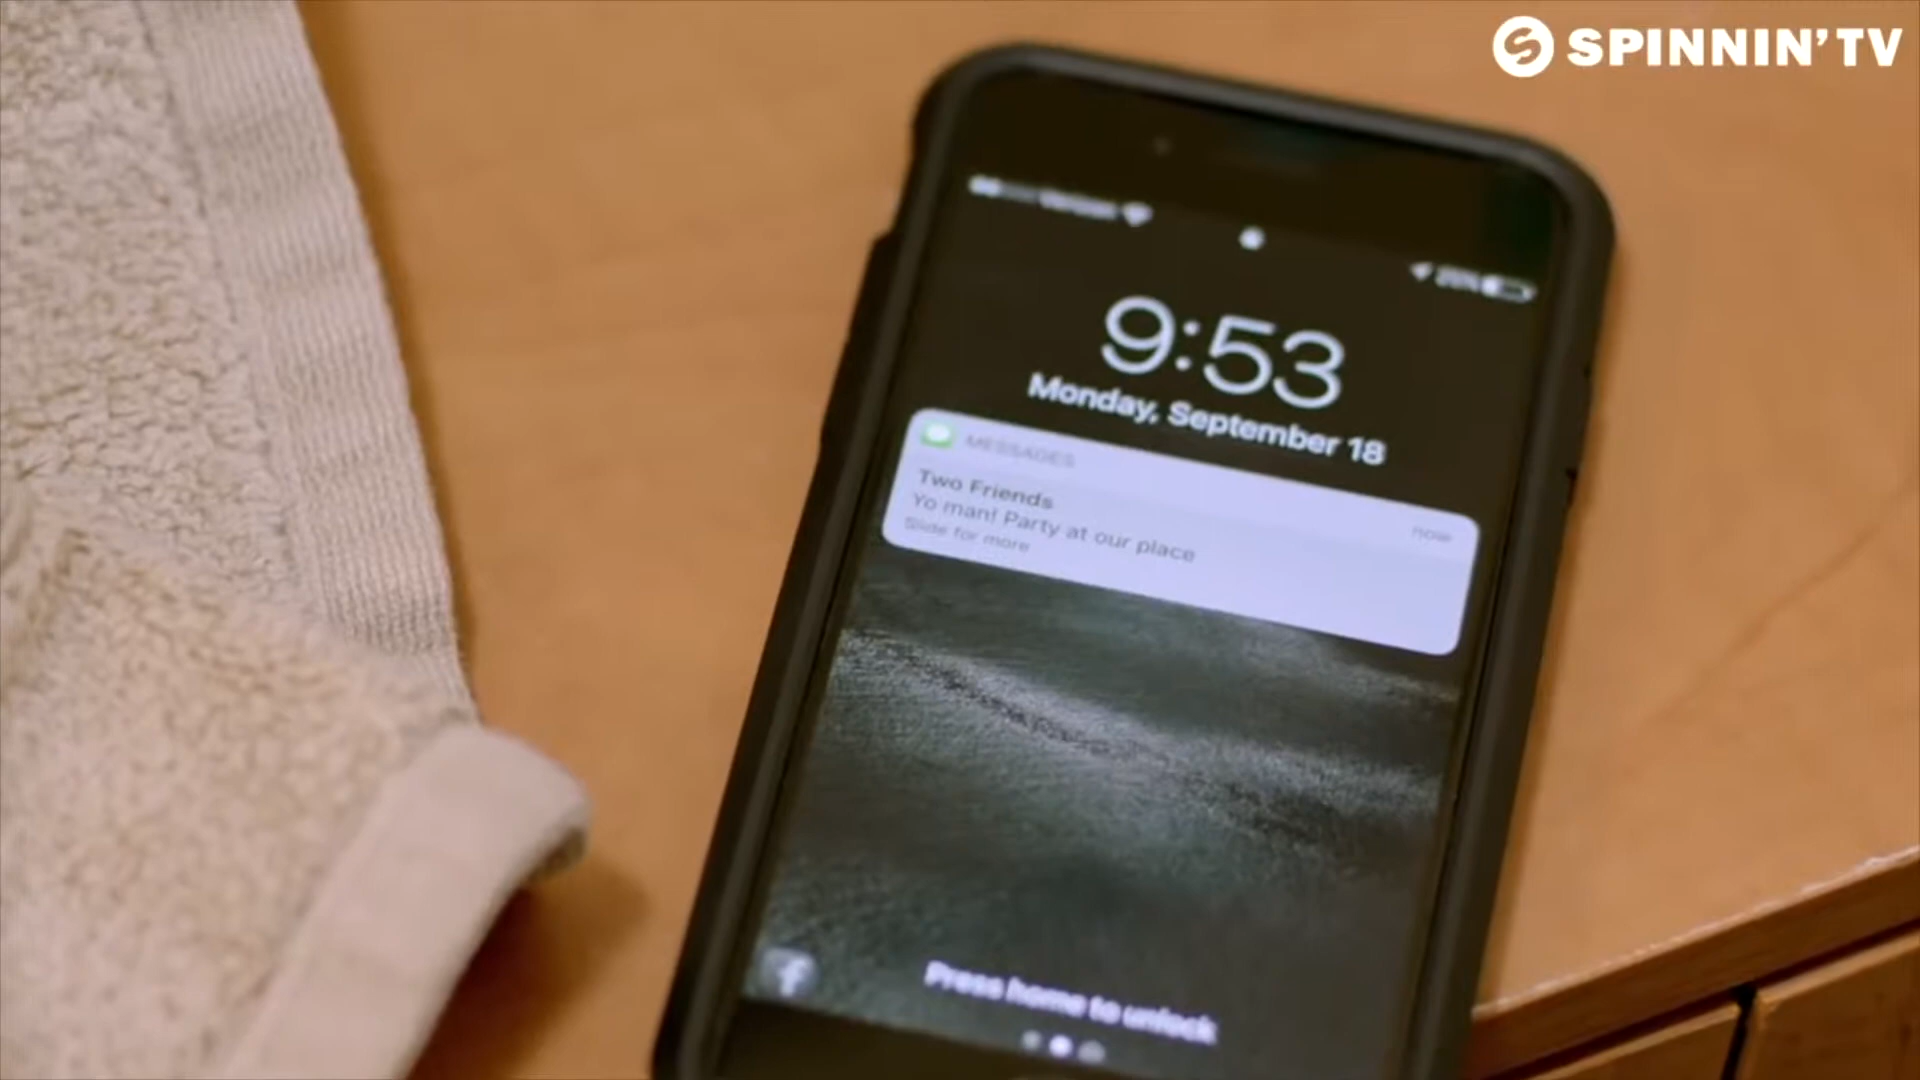 SPINNIN' TV
Verizon
9:53
Monday, September 18
MESSAGES
now
Two Friends
Yo man! Party at our place
Slide for more
Press home to unlock